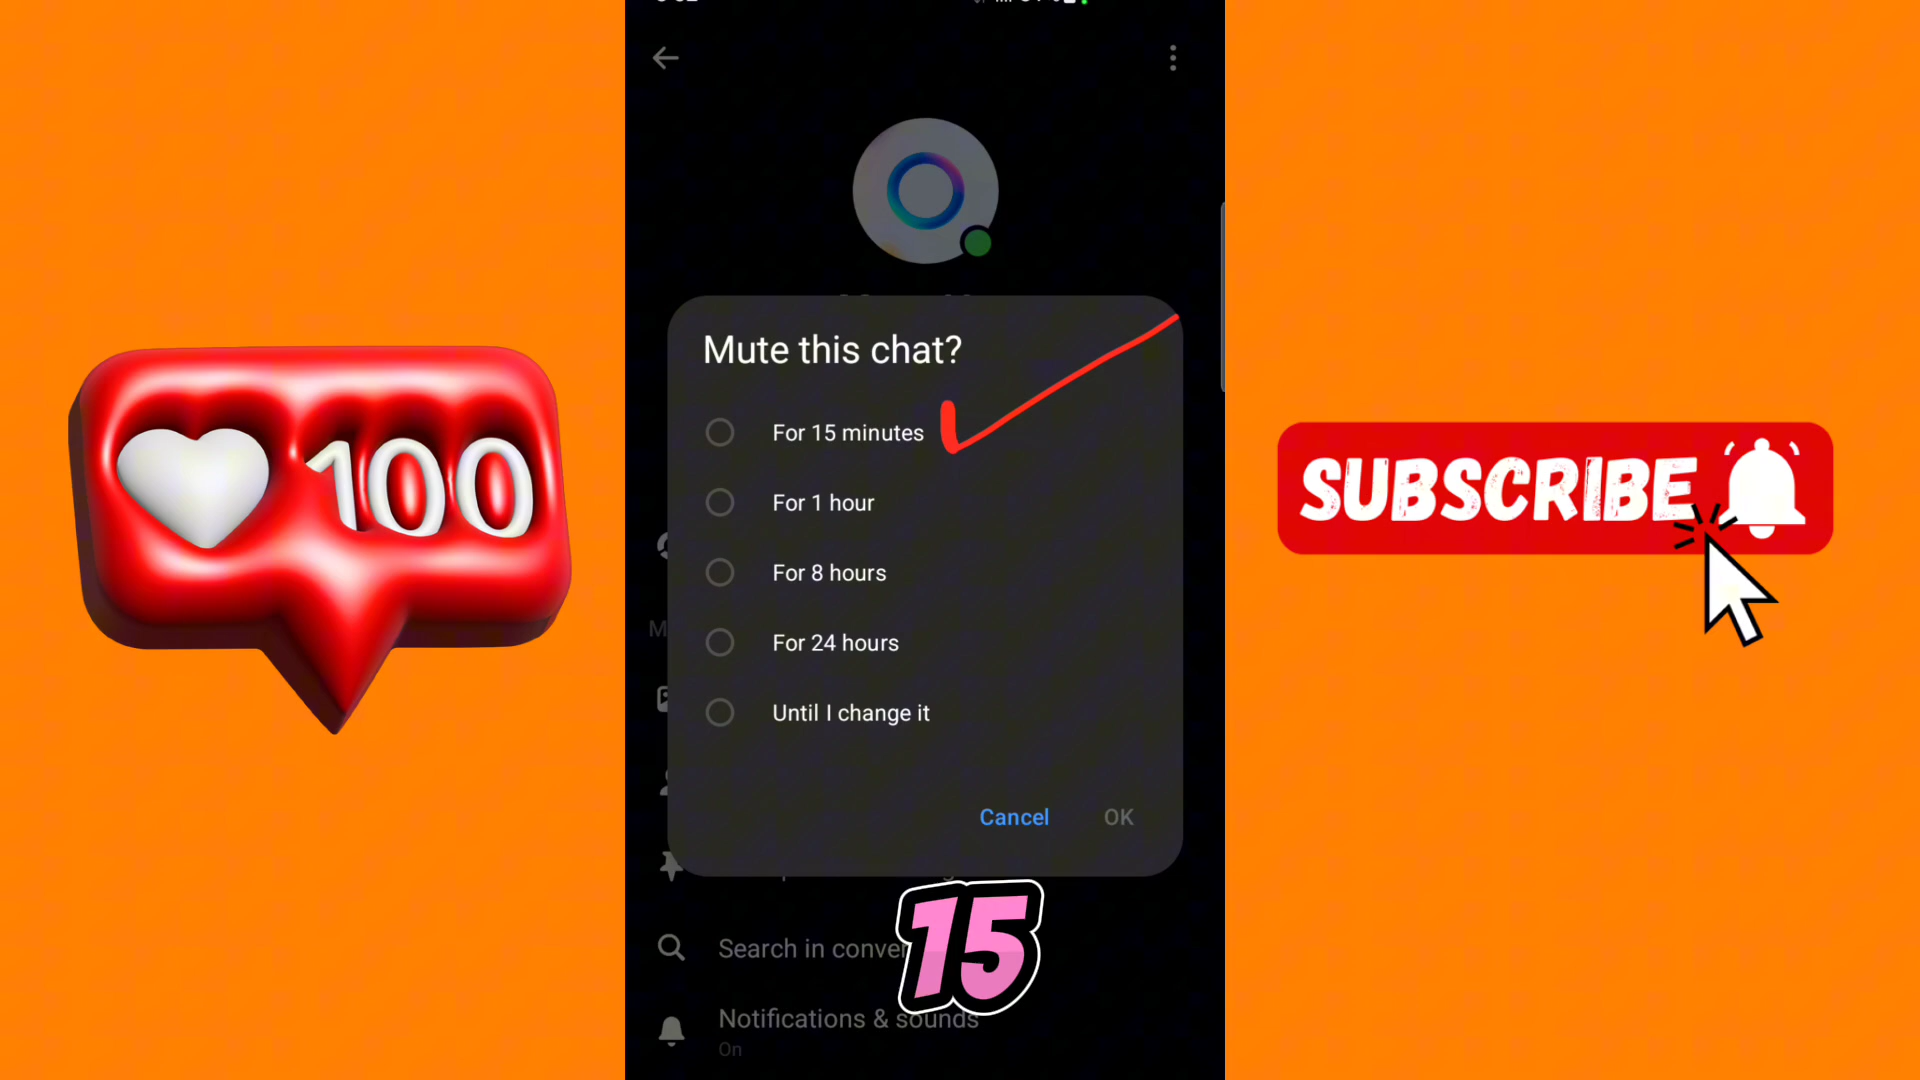 100
Mute this chat?
For 15 minutes
For 1 hour
For 8 hours
For 24 hours
Until I change it
Cancel OK
SUBSCRIBE
15
Search in conver
Notifications & sounds
On